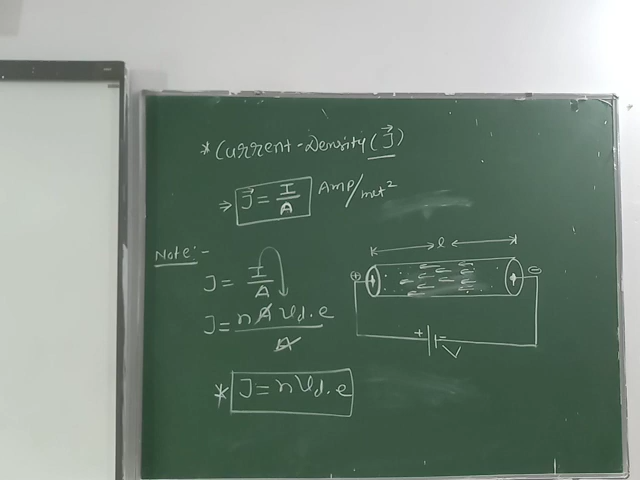 * Current-Density (J⃗)
→ J⃗ = I/A Amp/met²
Note:-
J = I/A
J = nAVd.e/A
* J = nVd.e
l
⊕ ⊖
+ -
V